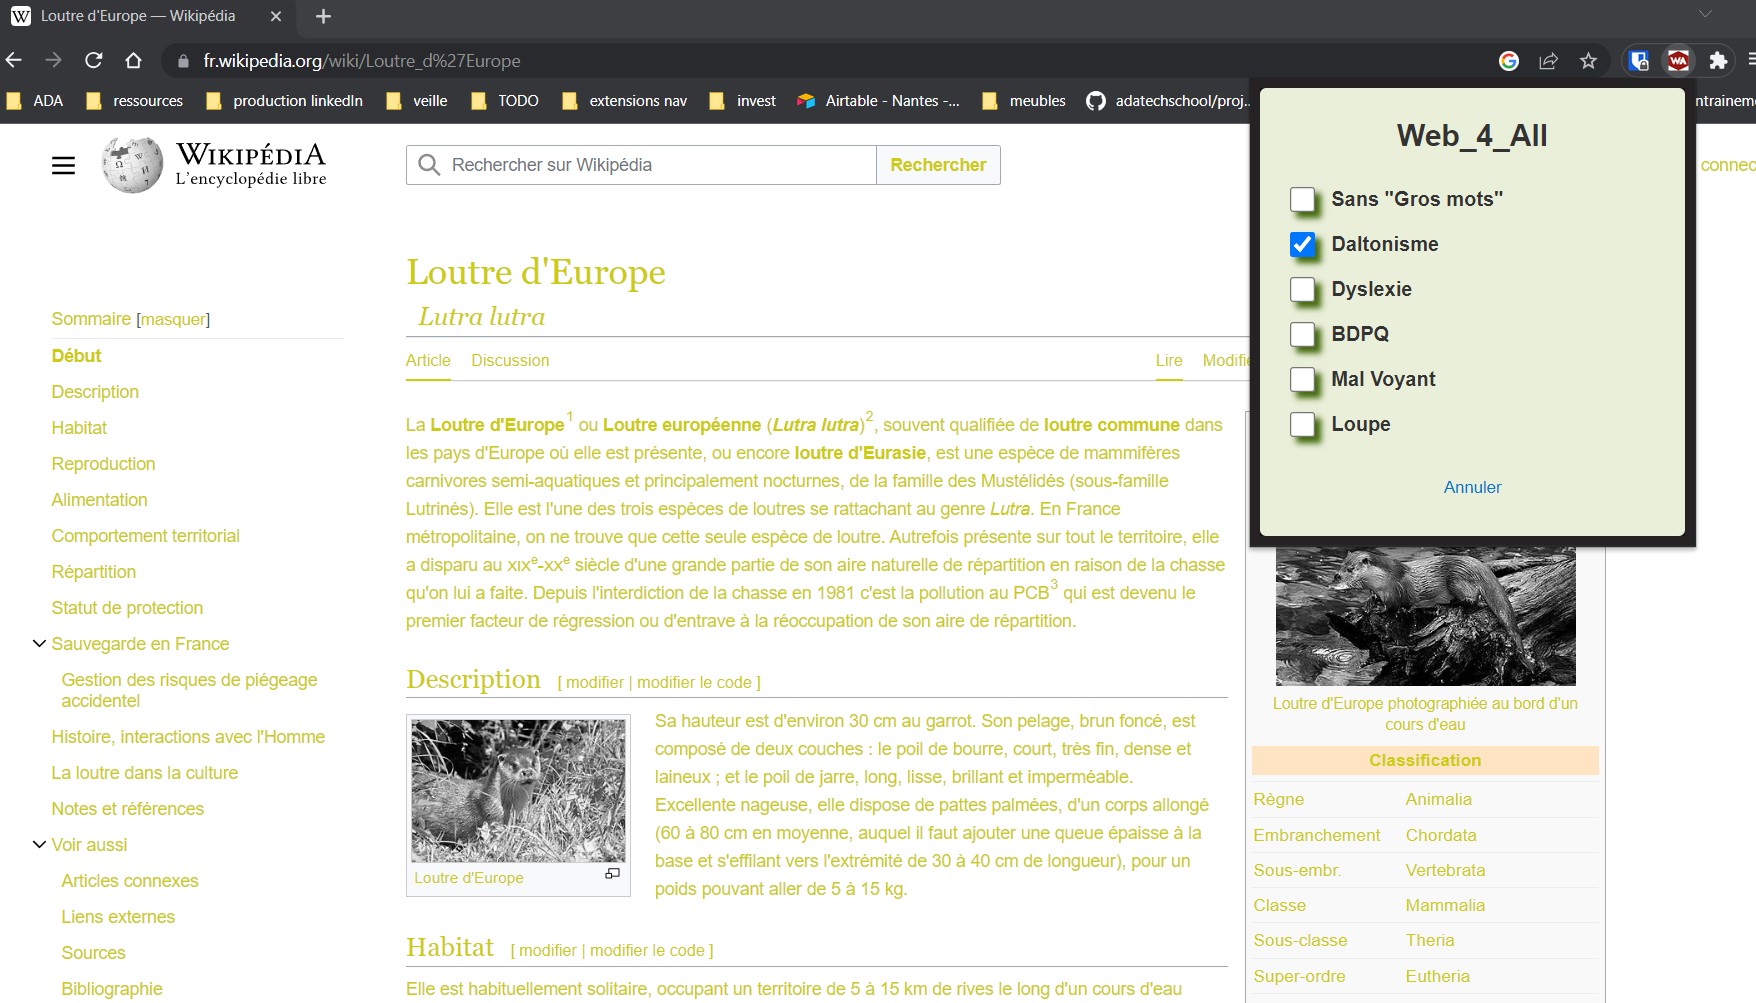 Loutre d'Europe — Wikipédia
fr.wikipedia.org/wiki/Loutre_d%27Europe
ADA
ressources
production linkedIn
veille
TODO
extensions nav
invest
Airtable - Nantes -...
meubles
adatechschool/proj...
WIKIPÉDIA
L'encyclopédie libre
Rechercher sur Wikipédia
Rechercher
Web_4_All
Sans "Gros mots"
Daltonisme
Dyslexie
BDPQ
Mal Voyant
Loupe
Annuler
Sommaire [masquer]
Début
Description
Habitat
Reproduction
Alimentation
Comportement territorial
Répartition
Statut de protection
Sauvegarde en France
Gestion des risques de piégeage
accidentel
Histoire, interactions avec l'Homme
La loutre dans la culture
Notes et références
Voir aussi
Articles connexes
Liens externes
Sources
Bibliographie
Loutre d'Europe
Lutra lutra
Article
Discussion
Lire
La Loutre d'Europe1 ou Loutre européenne (Lutra lutra)2, souvent qualifiée de loutre commune dans
les pays d'Europe où elle est présente, ou encore loutre d'Eurasie, est une espèce de mammifères
carnivores semi-aquatiques et principalement nocturnes, de la famille des Mustélidés (sous-famille
Lutrinés). Elle est l'une des trois espèces de loutres se rattachant au genre Lutra. En France
métropolitaine, on ne trouve que cette seule espèce de loutre. Autrefois présente sur tout le territoire, elle
a disparu au XIXe-XXe siècle d'une grande partie de son aire naturelle de répartition en raison de la chasse
qu'on lui a faite. Depuis l'interdiction de la chasse en 1981 c'est la pollution au PCB3 qui est devenu le
premier facteur de régression ou d'entrave à la réoccupation de son aire de répartition.
Description [ modifier | modifier le code ]
Loutre d'Europe
Sa hauteur est d'environ 30 cm au garrot. Son pelage, brun foncé, est
composé de deux couches : le poil de bourre, court, très fin, dense et
laineux ; et le poil de jarre, long, lisse, brillant et imperméable.
Excellente nageuse, elle dispose de pattes palmées, d'un corps allongé
(60 à 80 cm en moyenne, auquel il faut ajouter une queue épaisse à la
base et s'effilant vers l'extrémité de 30 à 40 cm de longueur), pour un
poids pouvant aller de 5 à 15 kg.
Habitat [ modifier | modifier le code ]
Elle est habituellement solitaire, occupant un territoire de 5 à 15 km de rives le long d'un cours d'eau
Loutre d'Europe photographiée au bord d'un
cours d'eau
Classification
Règne Animalia
Embranchement Chordata
Sous-embr. Vertebrata
Classe Mammalia
Sous-classe Theria
Super-ordre Eutheria